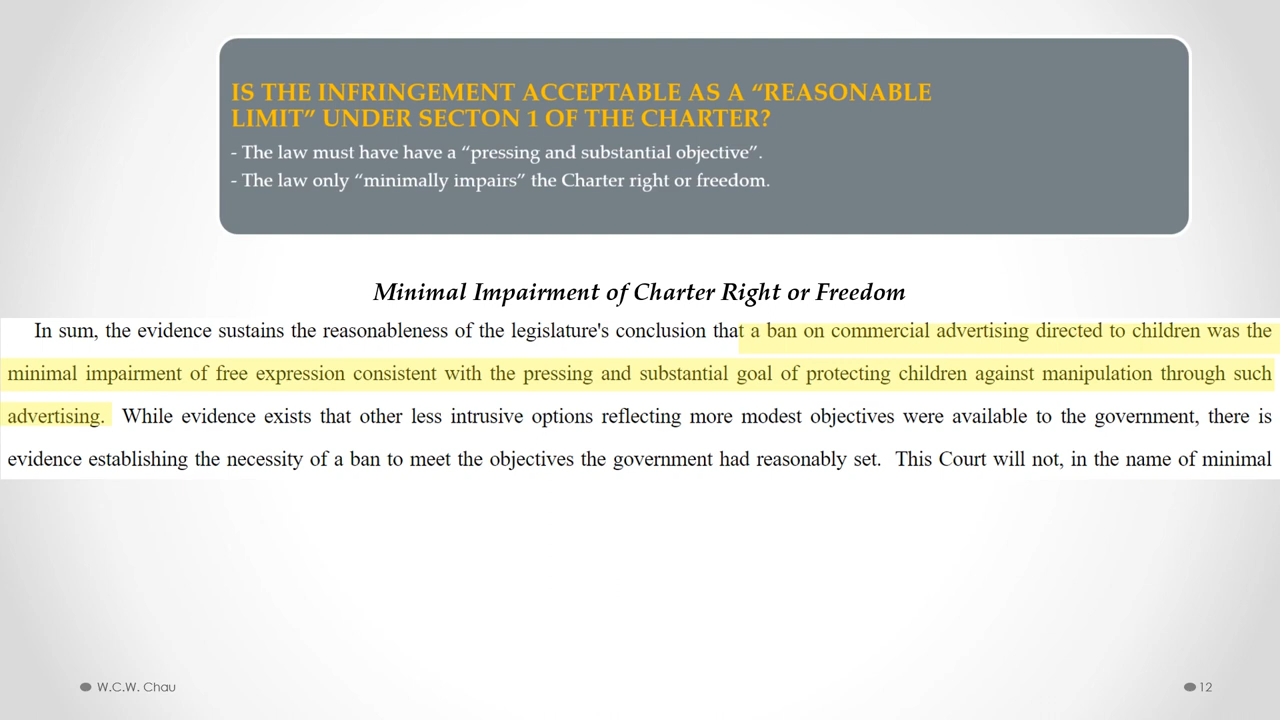 IS THE INFRINGEMENT ACCEPTABLE AS A “REASONABLE
LIMIT” UNDER SECTON 1 OF THE CHARTER?
- The law must have have a “pressing and substantial objective”.
- The law only “minimally impairs” the Charter right or freedom.
Minimal Impairment of Charter Right or Freedom
In sum, the evidence sustains the reasonableness of the legislature's conclusion that a ban on commercial advertising directed to children was the
minimal impairment of free expression consistent with the pressing and substantial goal of protecting children against manipulation through such
advertising. While evidence exists that other less intrusive options reflecting more modest objectives were available to the government, there is
evidence establishing the necessity of a ban to meet the objectives the government had reasonably set. This Court will not, in the name of minimal
W.C.W. Chau
12